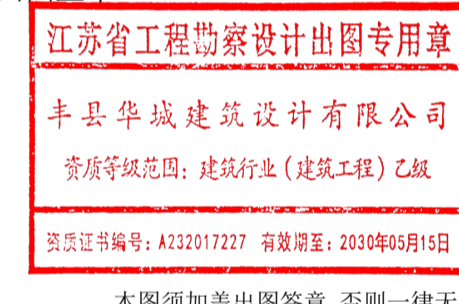 江苏省工程勘察设计出图专用章
丰县华城建筑设计有限公司
资质等级范围：建筑行业（建筑工程）乙级
资质证书编号：A232017227 有效期至：2030年05月15日
本图须加盖出图签章，否则一律无